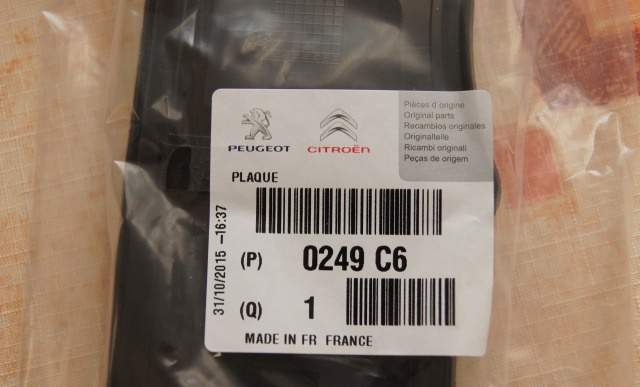 PEUGEOT
CITROËN
Pièces d'origine
Original parts
Recambios originales
Originalteile
Ricambi originali
Peças de origem
PLAQUE
(P) 0249 C6
(Q) 1
MADE IN FR FRANCE
31/10/2015 -16:37